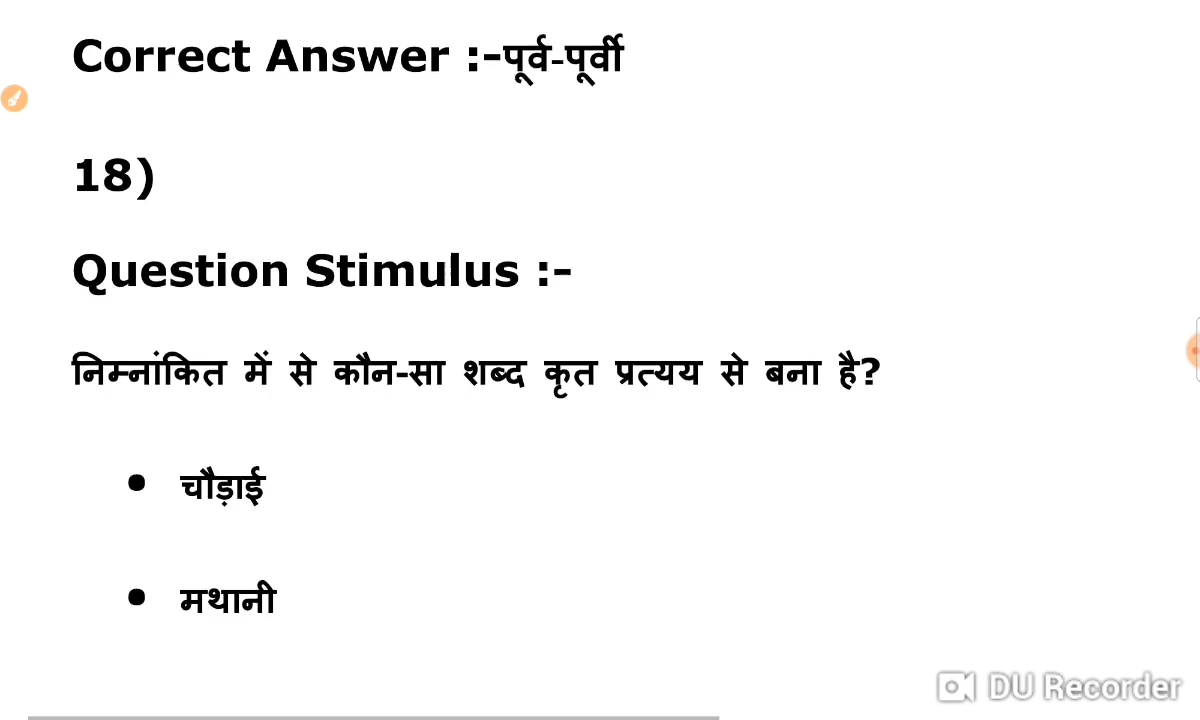 Correct Answer :-पूर्व-पूर्वी
18)
Question Stimulus :-
निम्नांकित में से कौन-सा शब्द कृत प्रत्यय से बना है?
• चौड़ाई
• मथानी
DU Recorder